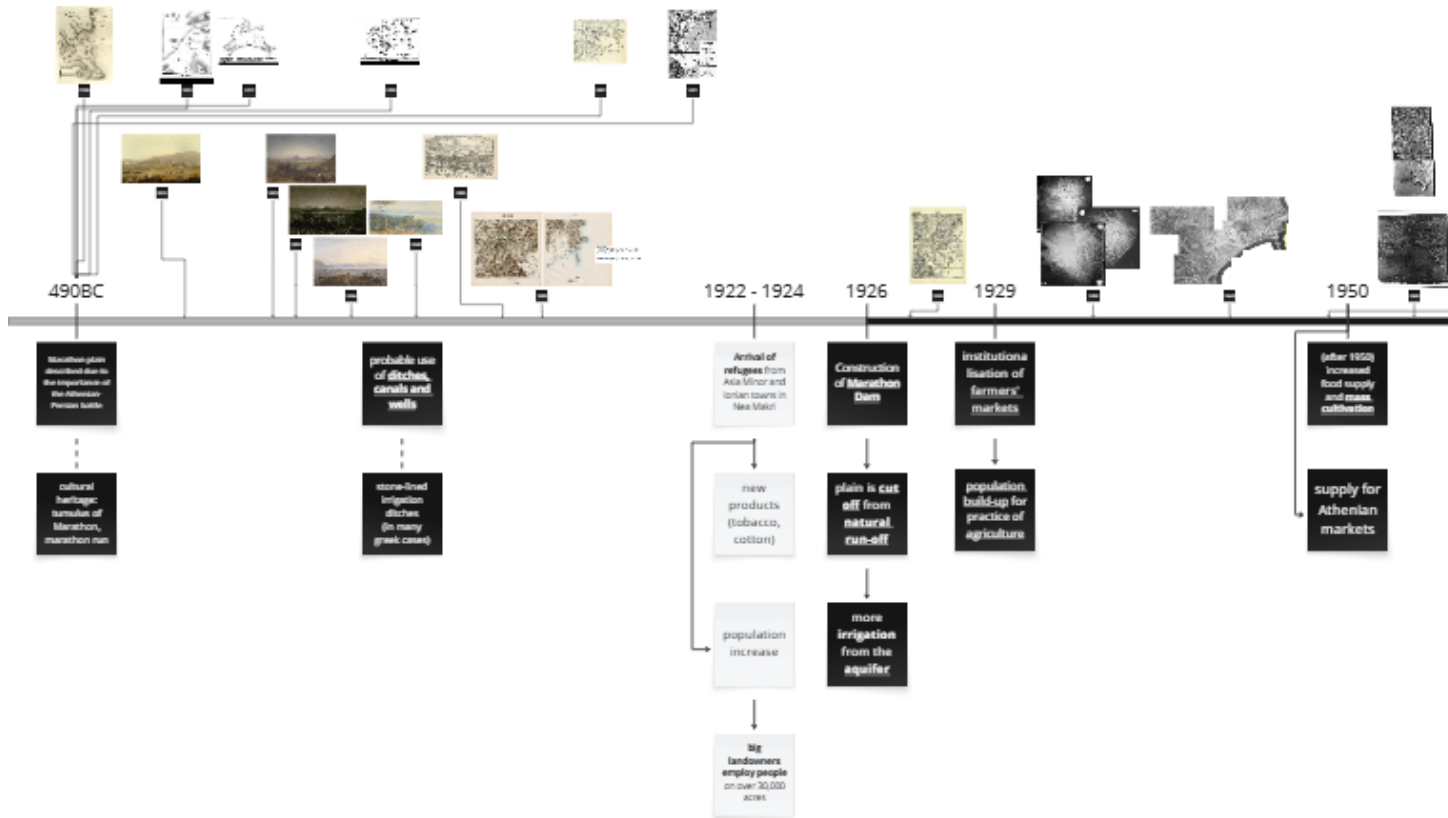 490BC
1922 - 1924
1926
1929
1950
Marathon plain
described due to
the importance of
the Athenian-
Persian battle
probable use
of ditches,
canals and
wells
Arrival of
refugees from
Asia Minor and
Ionian towns in
Nea Makri
Construction
of Marathon
Dam
institutiona
lisation of
farmers'
markets
(after 1950)
increased
food supply
and mass
cultivation
cultural
heritage:
tumulus of
Marathon,
marathon run
stone-lined
irrigation
ditches
(in many
greek cases)
new
products
(tobacco,
cotton)
plain is cut
off from
natural
run-off
population
build-up for
practice of
agriculture
supply for
Athenian
markets
population
increase
more
irrigation
from the
aquifer
big
landowners
employ people
on over 30,000
acres